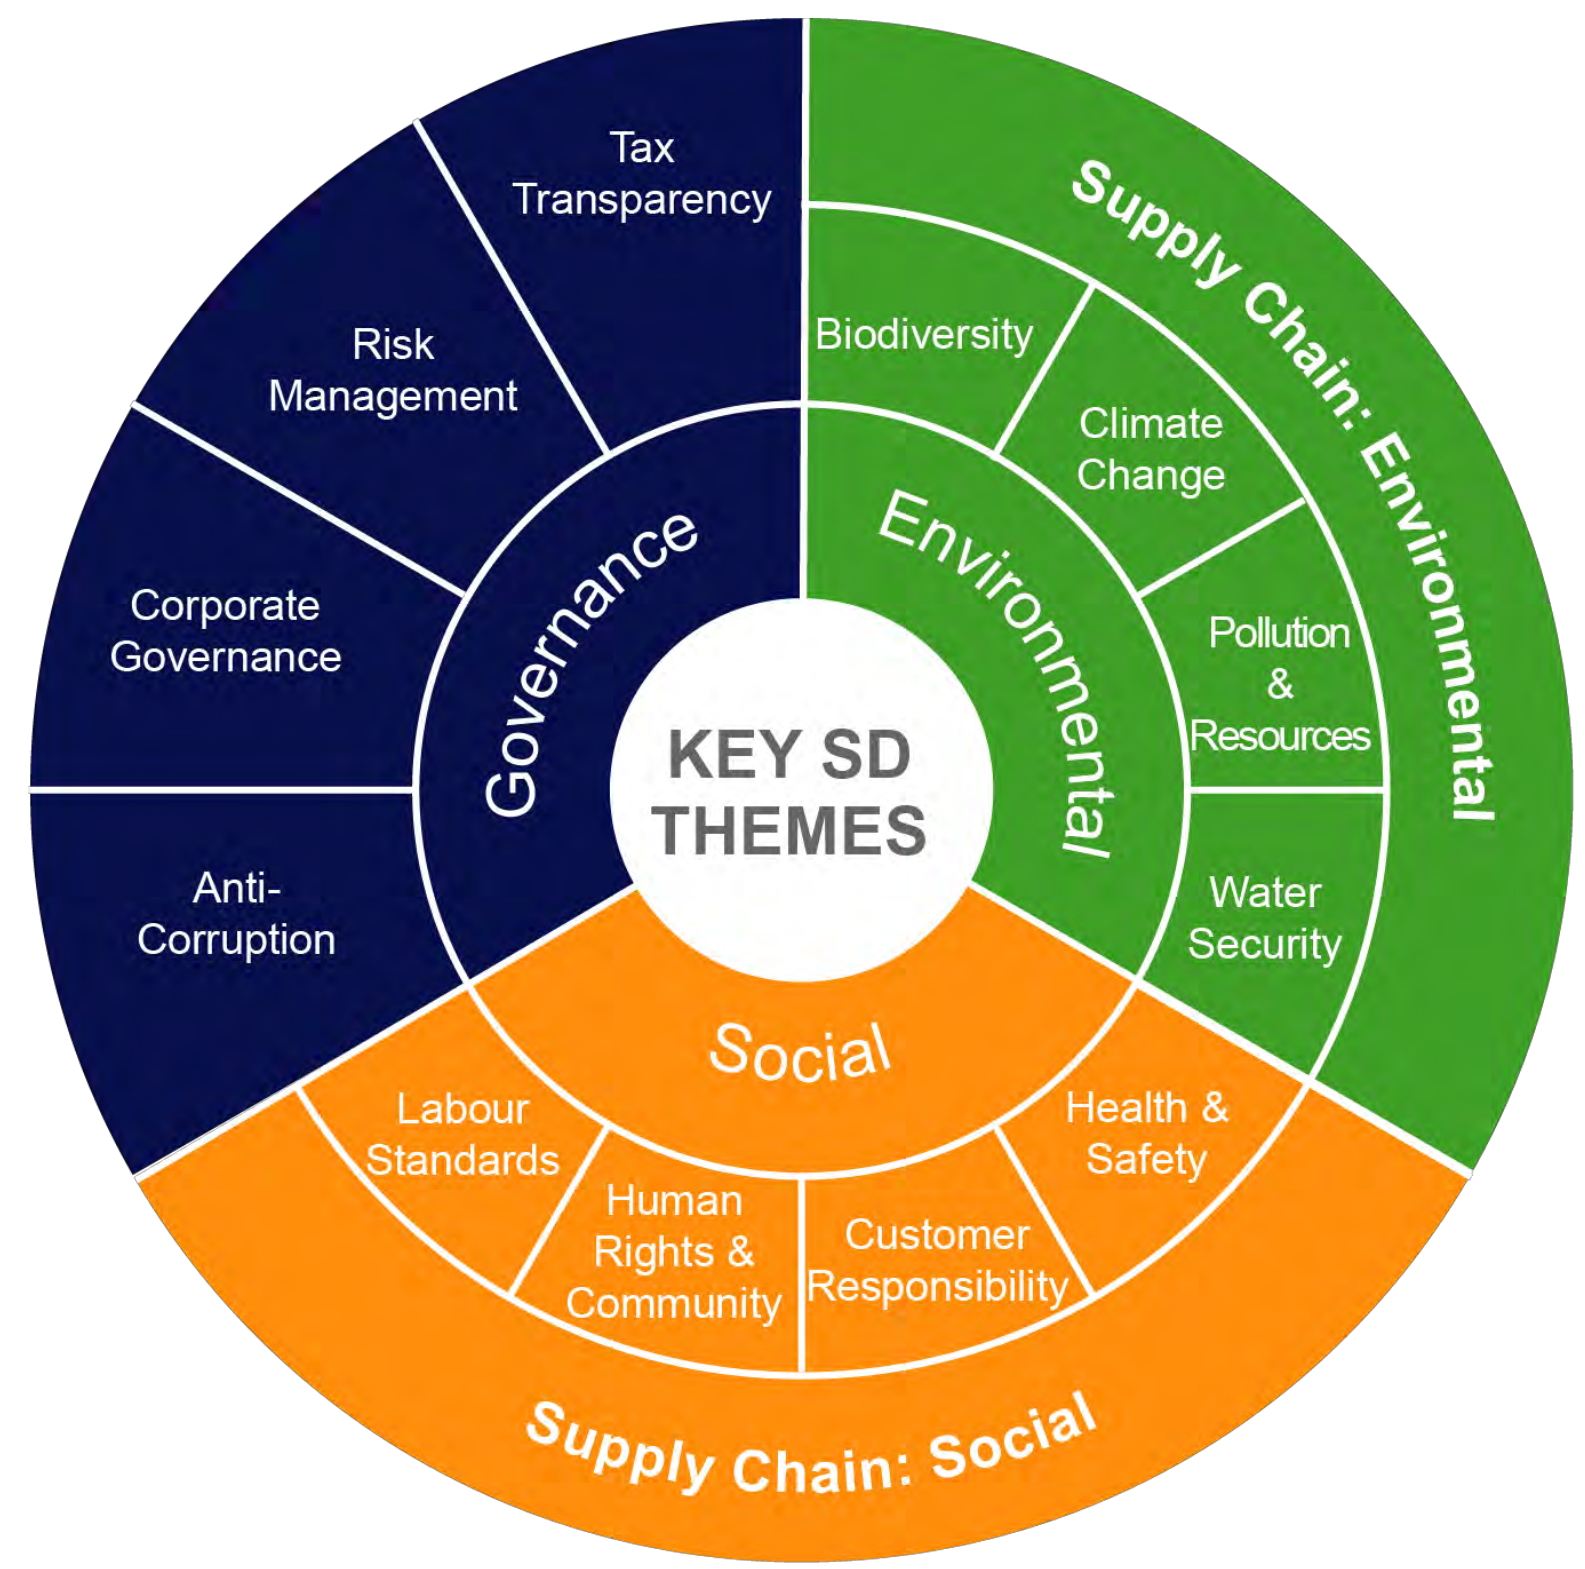 KEY SD
THEMES
Governance
Tax
Transparency
Risk
Management
Corporate
Governance
Anti-
Corruption
Environmental
Biodiversity
Climate
Change
Pollution
&
Resources
Water
Security
Supply Chain: Environmental
Social
Labour
Standards
Human
Rights &
Community
Customer
Responsibility
Health &
Safety
Supply Chain: Social